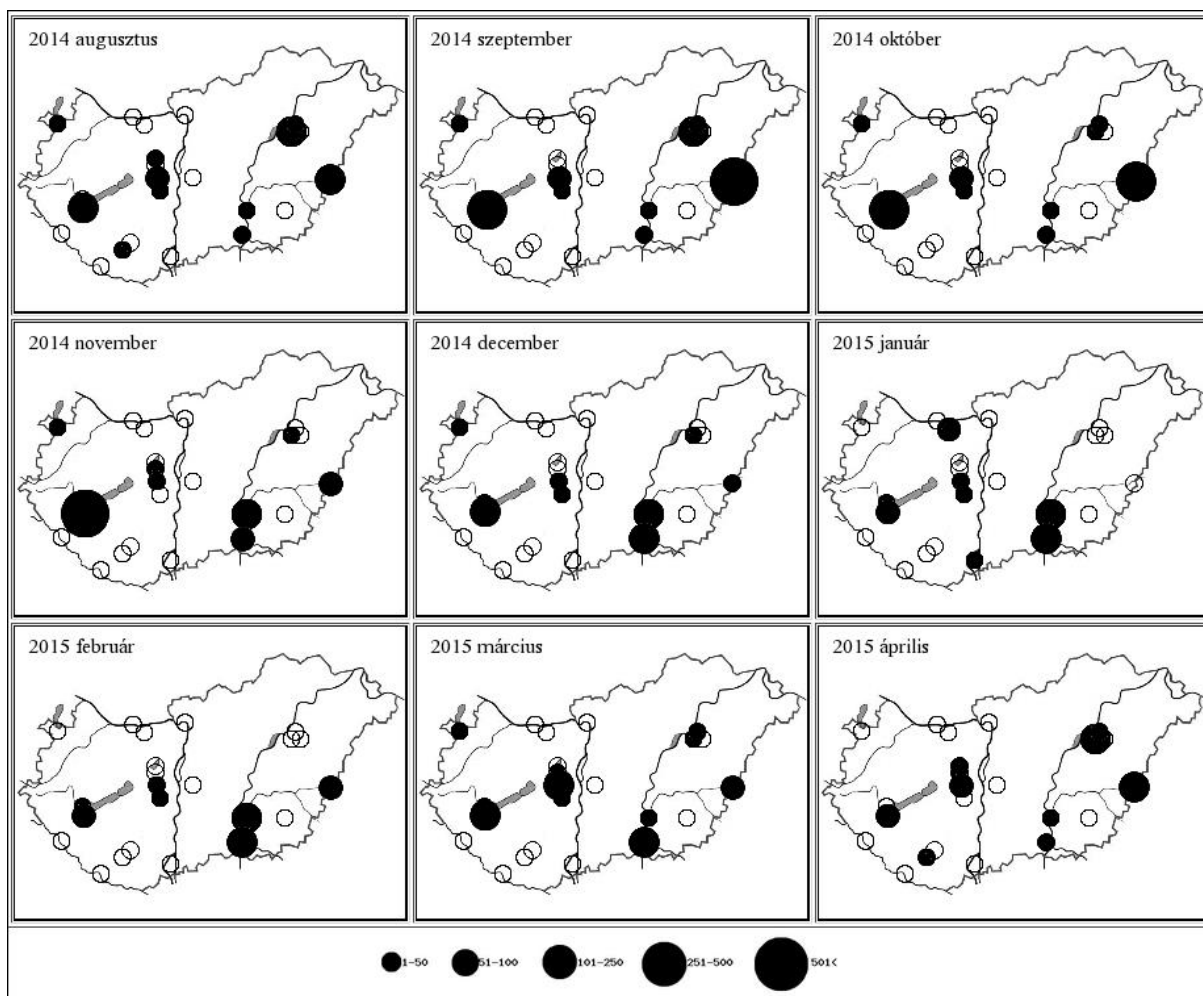 2014 augusztus
2014 szeptember
2014 október
2014 november
2014 december
2015 január
2015 február
2015 március
2015 április
1-50
51-100
101-250
251-500
501<